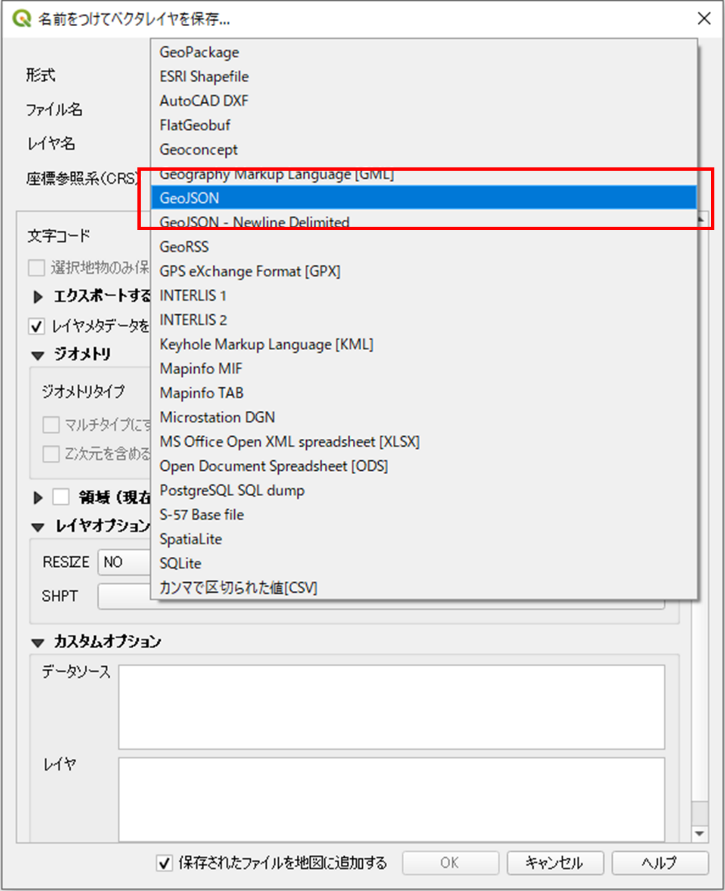 名前をつけてベクタレイヤを保存...
形式
ファイル名
レイヤ名
座標参照系(CRS)
GeoPackage
ESRI Shapefile
AutoCAD DXF
FlatGeobuf
Geoconcept
Geography Markup Language [GML]
GeoJSON
GeoJSON - Newline Delimited
GeoRSS
GPS eXchange Format [GPX]
INTERLIS 1
INTERLIS 2
Keyhole Markup Language [KML]
Mapinfo MIF
Mapinfo TAB
Microstation DGN
MS Office Open XML spreadsheet [XLSX]
Open Document Spreadsheet [ODS]
PostgreSQL SQL dump
S-57 Base file
SpatiaLite
SQLite
カンマで区切られた値[CSV]
文字コード
選択地物のみ保
エクスポートする
レイヤメタデータを
ジオメトリ
ジオメトリタイプ
マルチタイプにす
Z次元を含める
領域 (現在
レイヤオプション
RESIZE NO
SHPT
カスタムオプション
データソース
レイヤ
保存されたファイルを地図に追加する
OK
キャンセル
ヘルプ